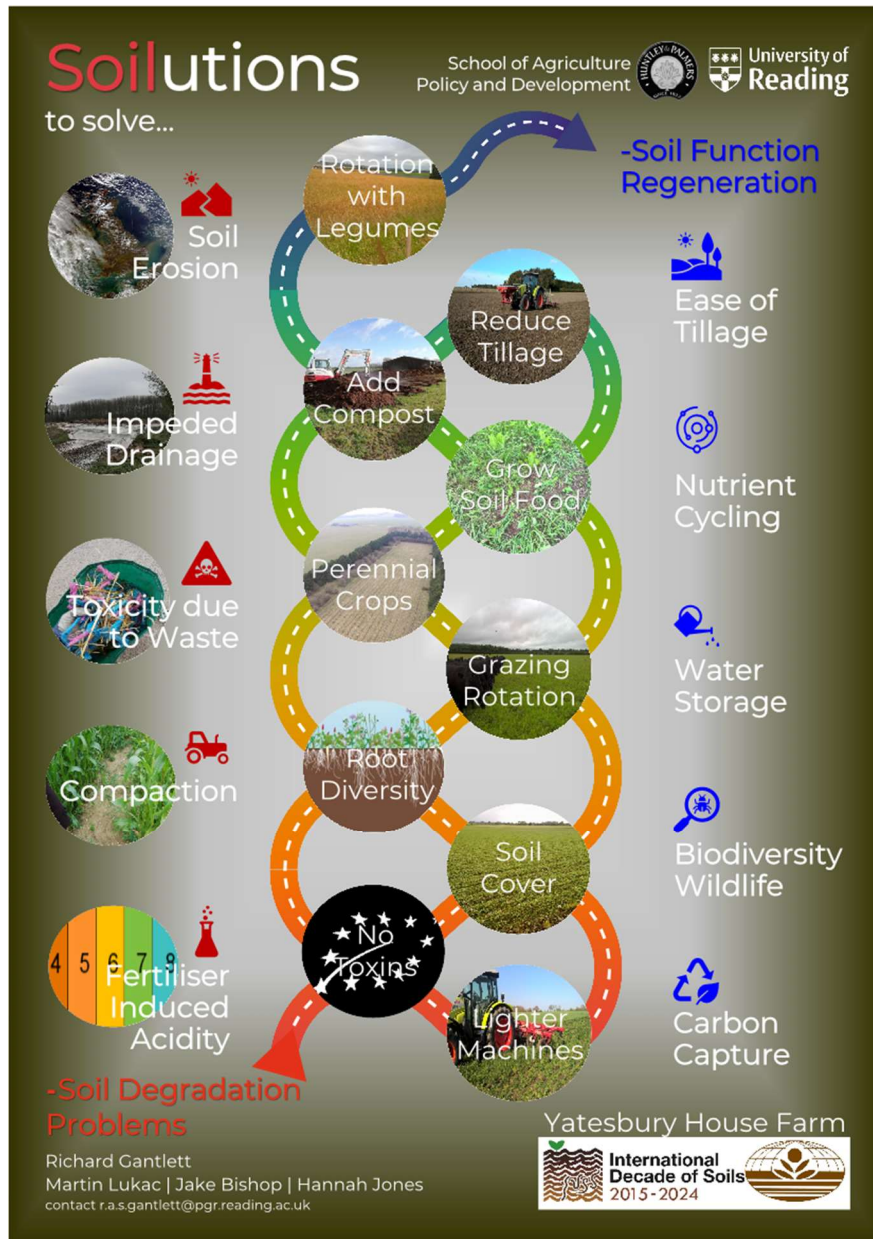 Soilutions
to solve...
School of Agriculture
Policy and Development
HUNTLEY & PALMERS
SINCE 1822
University of
Reading
Soil
Erosion
Impeded
Drainage
Toxicity due
to Waste
Compaction
4 5 6 7 8
Fertiliser
Induced
Acidity
-Soil Degradation
Problems
Rotation
with
Legumes
Reduce
Tillage
Add
Compost
Grow
Soil Food
Perennial
Crops
Grazing
Rotation
Root
Diversity
Soil
Cover
No
Toxins
Lighter
Machines
-Soil Function
Regeneration
Ease of
Tillage
Nutrient
Cycling
Water
Storage
Biodiversity
Wildlife
Carbon
Capture
Richard Gantlett
Martin Lukac | Jake Bishop | Hannah Jones
contact r.a.s.gantlett@pgr.reading.ac.uk
Yatesbury House Farm
International
Decade of Soils
2015-2024